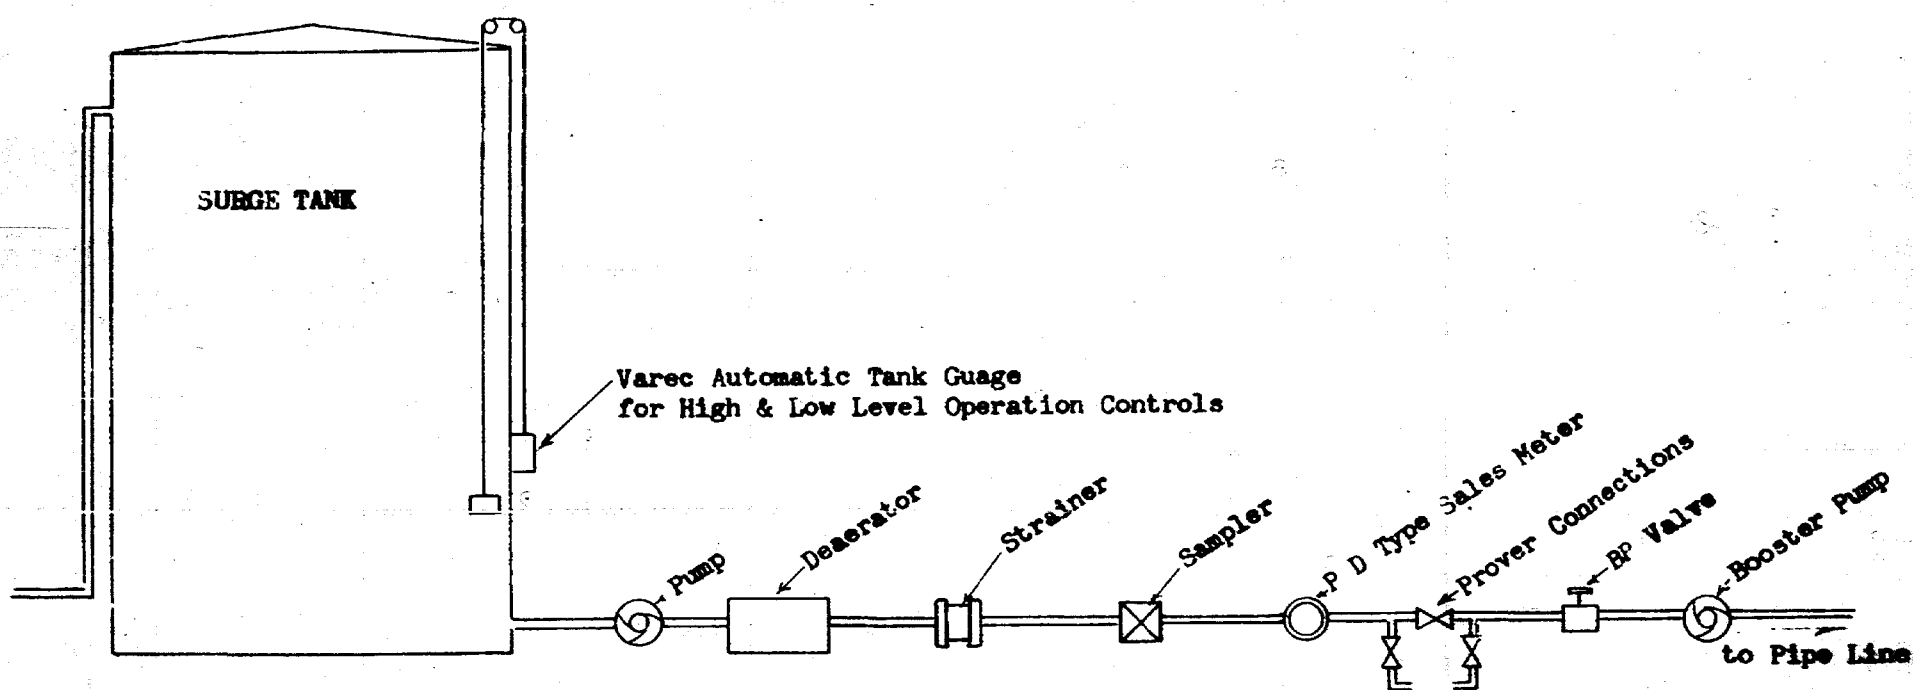 SURGE TANK
Varec Automatic Tank Guage
for High & Low Level Operation Controls
Pump
Deaerator
Strainer
Sampler
P D Type Sales Meter
Prover Connections
BP Valve
Booster Pump
to Pipe Line